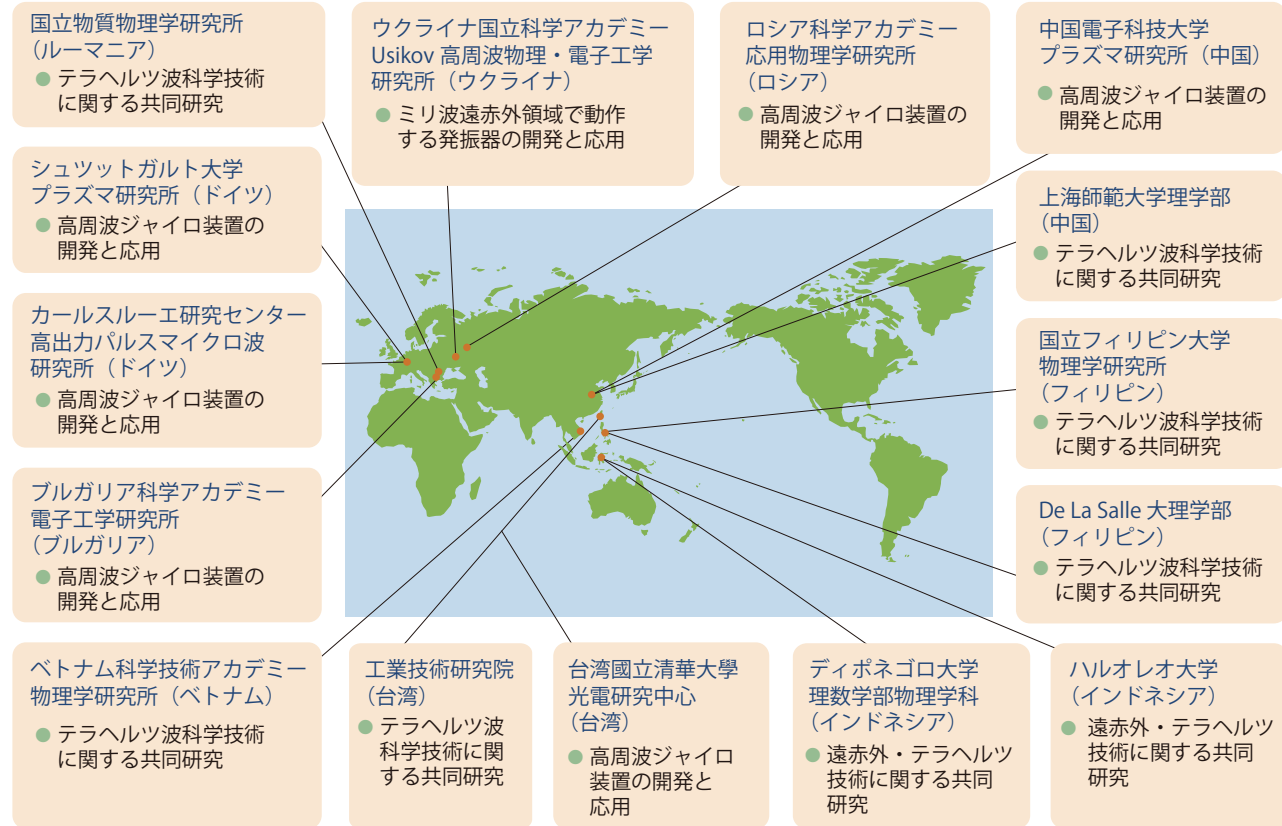 国立物質物理学研究所
（ルーマニア）
● テラヘルツ波科学技術
に関する共同研究
ウクライナ国立科学アカデミー
Usikov 高周波物理・電子工学
研究所（ウクライナ）
● ミリ波遠赤外領域で動作
する発振器の開発と応用
ロシア科学アカデミー
応用物理学研究所
（ロシア）
● 高周波ジャイロ装置の
開発と応用
中国電子科技大学
プラズマ研究所（中国）
● 高周波ジャイロ装置の
開発と応用
シュツットガルト大学
プラズマ研究所（ドイツ）
● 高周波ジャイロ装置の
開発と応用
上海師範大学理学部
（中国）
● テラヘルツ波科学技術
に関する共同研究
カールスルーエ研究センター
高出力パルスマイクロ波
研究所（ドイツ）
● 高周波ジャイロ装置の
開発と応用
国立フィリピン大学
物理学研究所
（フィリピン）
● テラヘルツ波科学技術
に関する共同研究
ブルガリア科学アカデミー
電子工学研究所
（ブルガリア）
● 高周波ジャイロ装置の
開発と応用
De La Salle 大理学部
（フィリピン）
● テラヘルツ波科学技術
に関する共同研究
ベトナム科学技術アカデミー
物理学研究所（ベトナム）
● テラヘルツ波科学技術
に関する共同研究
工業技術研究院
（台湾）
● テラヘルツ波
科学技術に関
する共同研究
台湾國立清華大學
光電研究中心
（台湾）
● 高周波ジャイロ
装置の開発と
応用
ディポネゴロ大学
理数学部物理学科
（インドネシア）
● 遠赤外・テラヘルツ
技術に関する共同
研究
ハルオレオ大学
（インドネシア）
● 遠赤外・テラヘルツ
技術に関する共同
研究